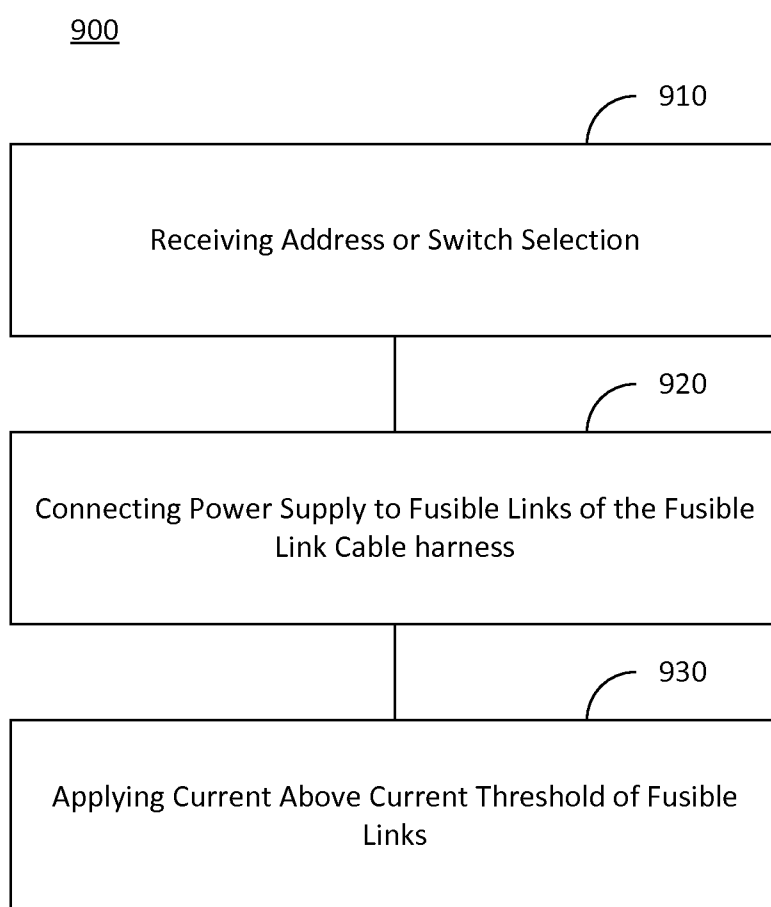 900
910
Receiving Address or Switch Selection
920
Connecting Power Supply to Fusible Links of the Fusible
Link Cable harness
930
Applying Current Above Current Threshold of Fusible
Links